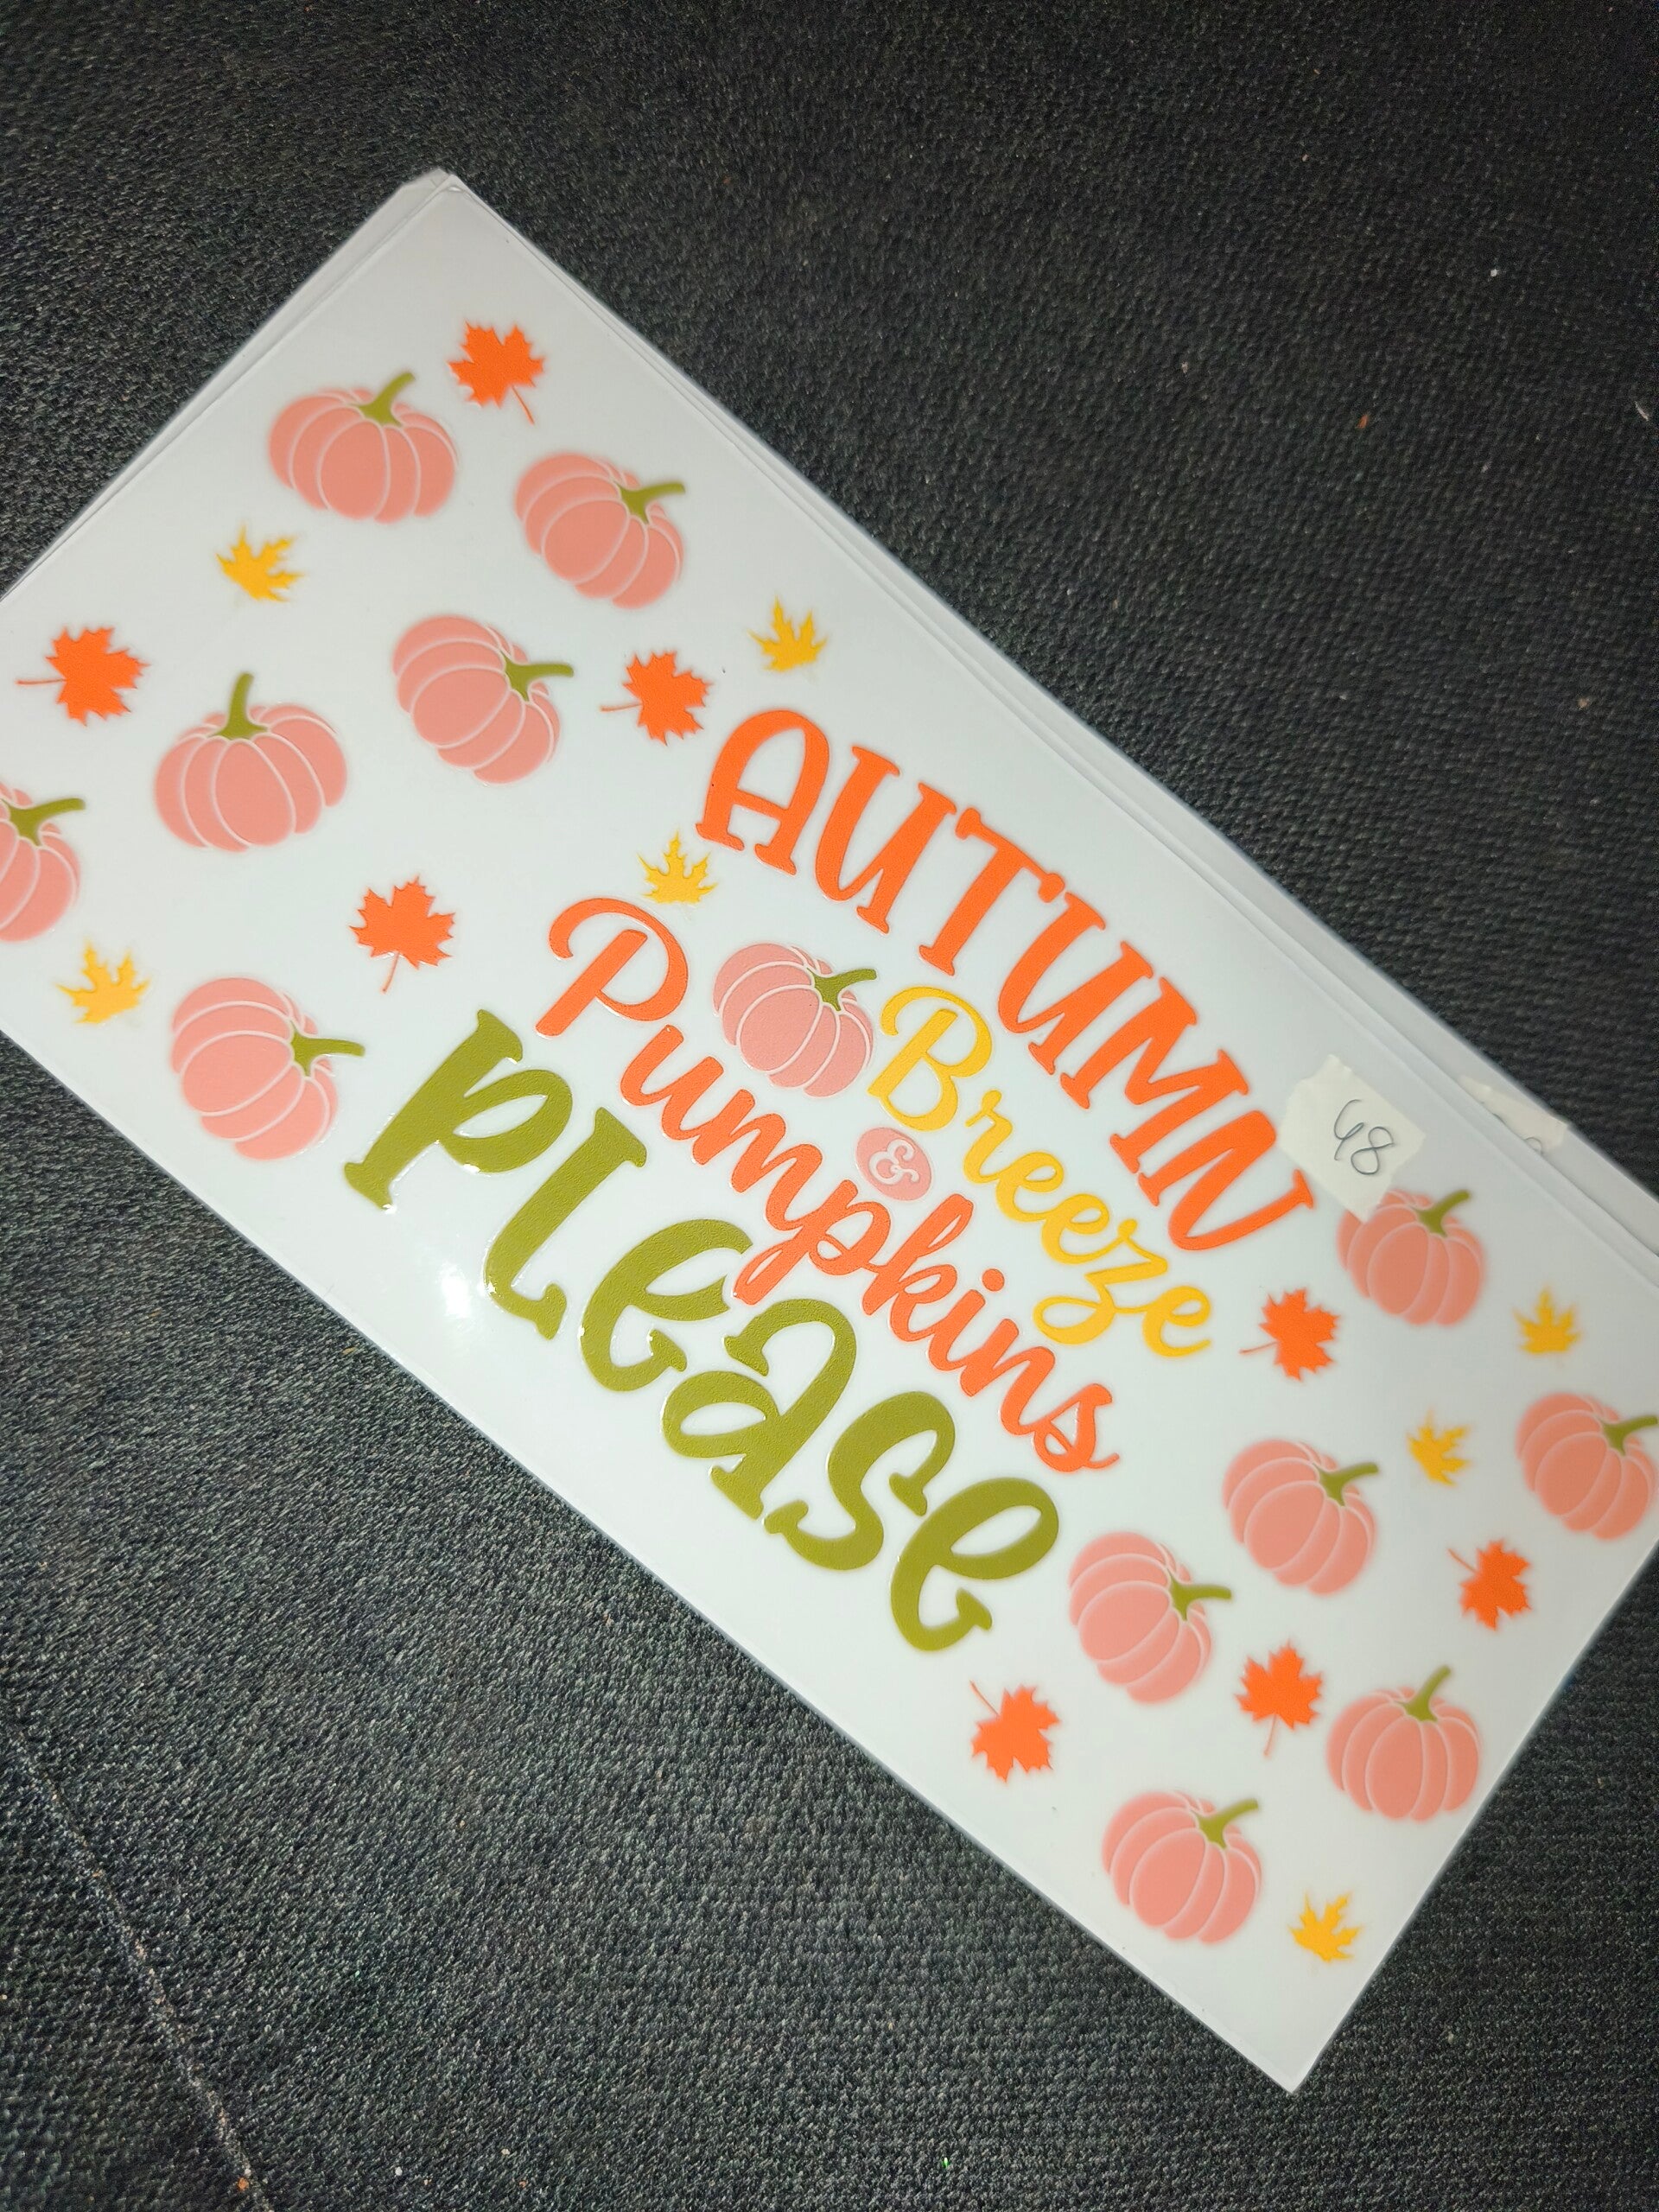 AUTUMN
Breeze
&
Pumpkins
Please
48